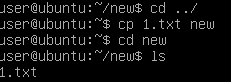 user@ubuntu:~/new$ cd ../
user@ubuntu:~$ cp 1.txt new
user@ubuntu:~$ cd new
user@ubuntu:~/new$ ls
1.txt